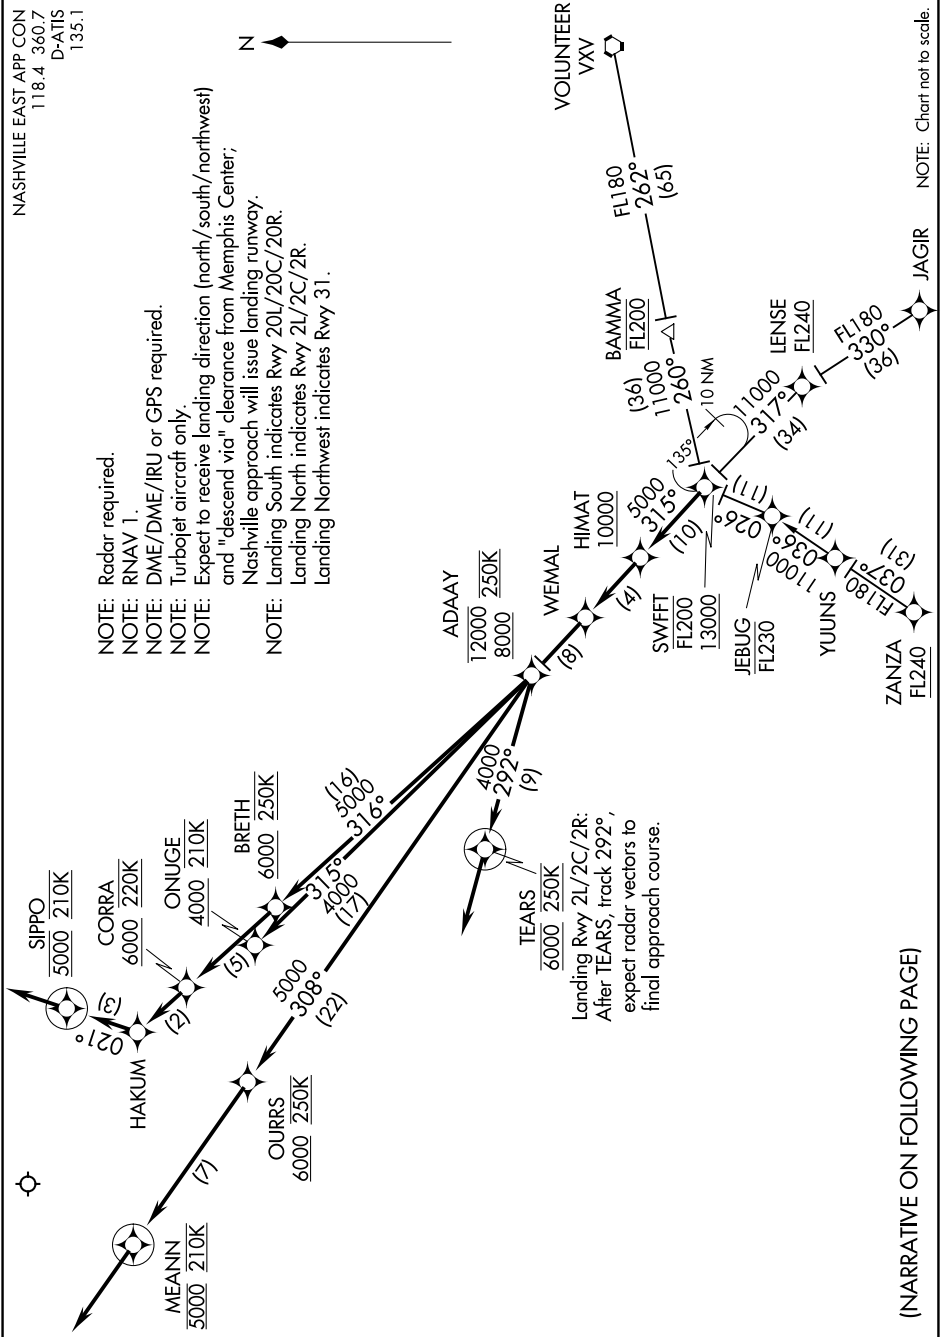 NASHVILLE EAST APP CON
118.4 360.7
D-ATIS
135.1
N
NOTE: Radar required.
NOTE: RNAV 1.
NOTE: DME/DME/IRU or GPS required.
NOTE: Turbojet aircraft only.
NOTE: Expect to receive landing direction (north/south/northwest)
and "descend via" clearance from Memphis Center;
Nashville approach will issue landing runway.
NOTE: Landing South indicates Rwy 20L/20C/20R.
Landing North indicates Rwy 2L/2C/2R.
Landing Northwest indicates Rwy 31.
SIPPO
5000 210K
(3)
021°
HAKUM
(2)
CORRA
6000 220K
ONUGE
4000 210K
(5)
BRETH
6000 250K
(16)
5000
316°
315°
4000
(17)
5000
308°
(22)
OURRS
6000 250K
(7)
MEANN
5000 210K
ADAAY
12000 250K
8000
4000
292°
(9)
TEARS
6000 250K
Landing Rwy 2L/2C/2R:
After TEARS, track 292°,
expect radar vectors to
final approach course.
WEMAL
(8)
(4)
HIMAT
10000
5000
315°
(10)
SWFFT
FL200
13000
135°
10 NM
BAMMA
FL200
(36)
11000
260°
VOLUNTEER
VXV
FL180
262°
(65)
LENSE
FL240
11000
317°
(34)
FL180
330°
(36)
JAGIR
026°
(11)
JEBUG
FL230
(11)
036°
11000
YUUNS
(31)
037°
FL180
ZANZA
FL240
NOTE: Chart not to scale.
(NARRATIVE ON FOLLOWING PAGE)